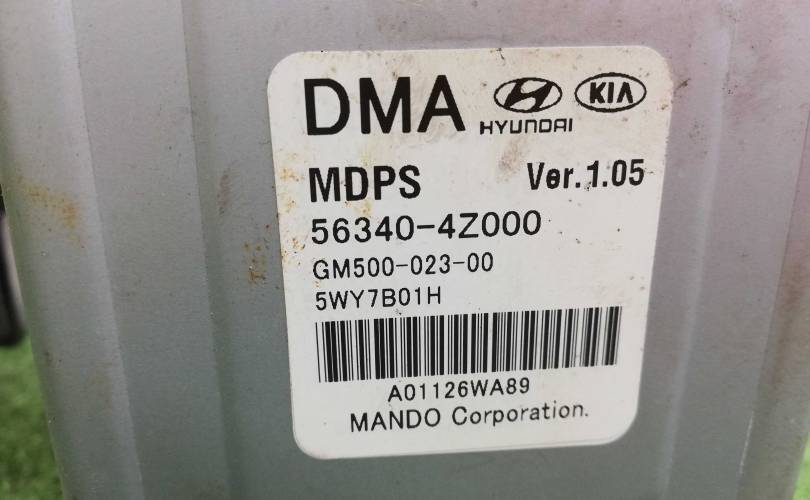 DMA HYUNDAI KIA
MDPS Ver.1.05
56340-4Z000
GM500-023-00
5WY7B01H
A01126WA89
MANDO Corporation.